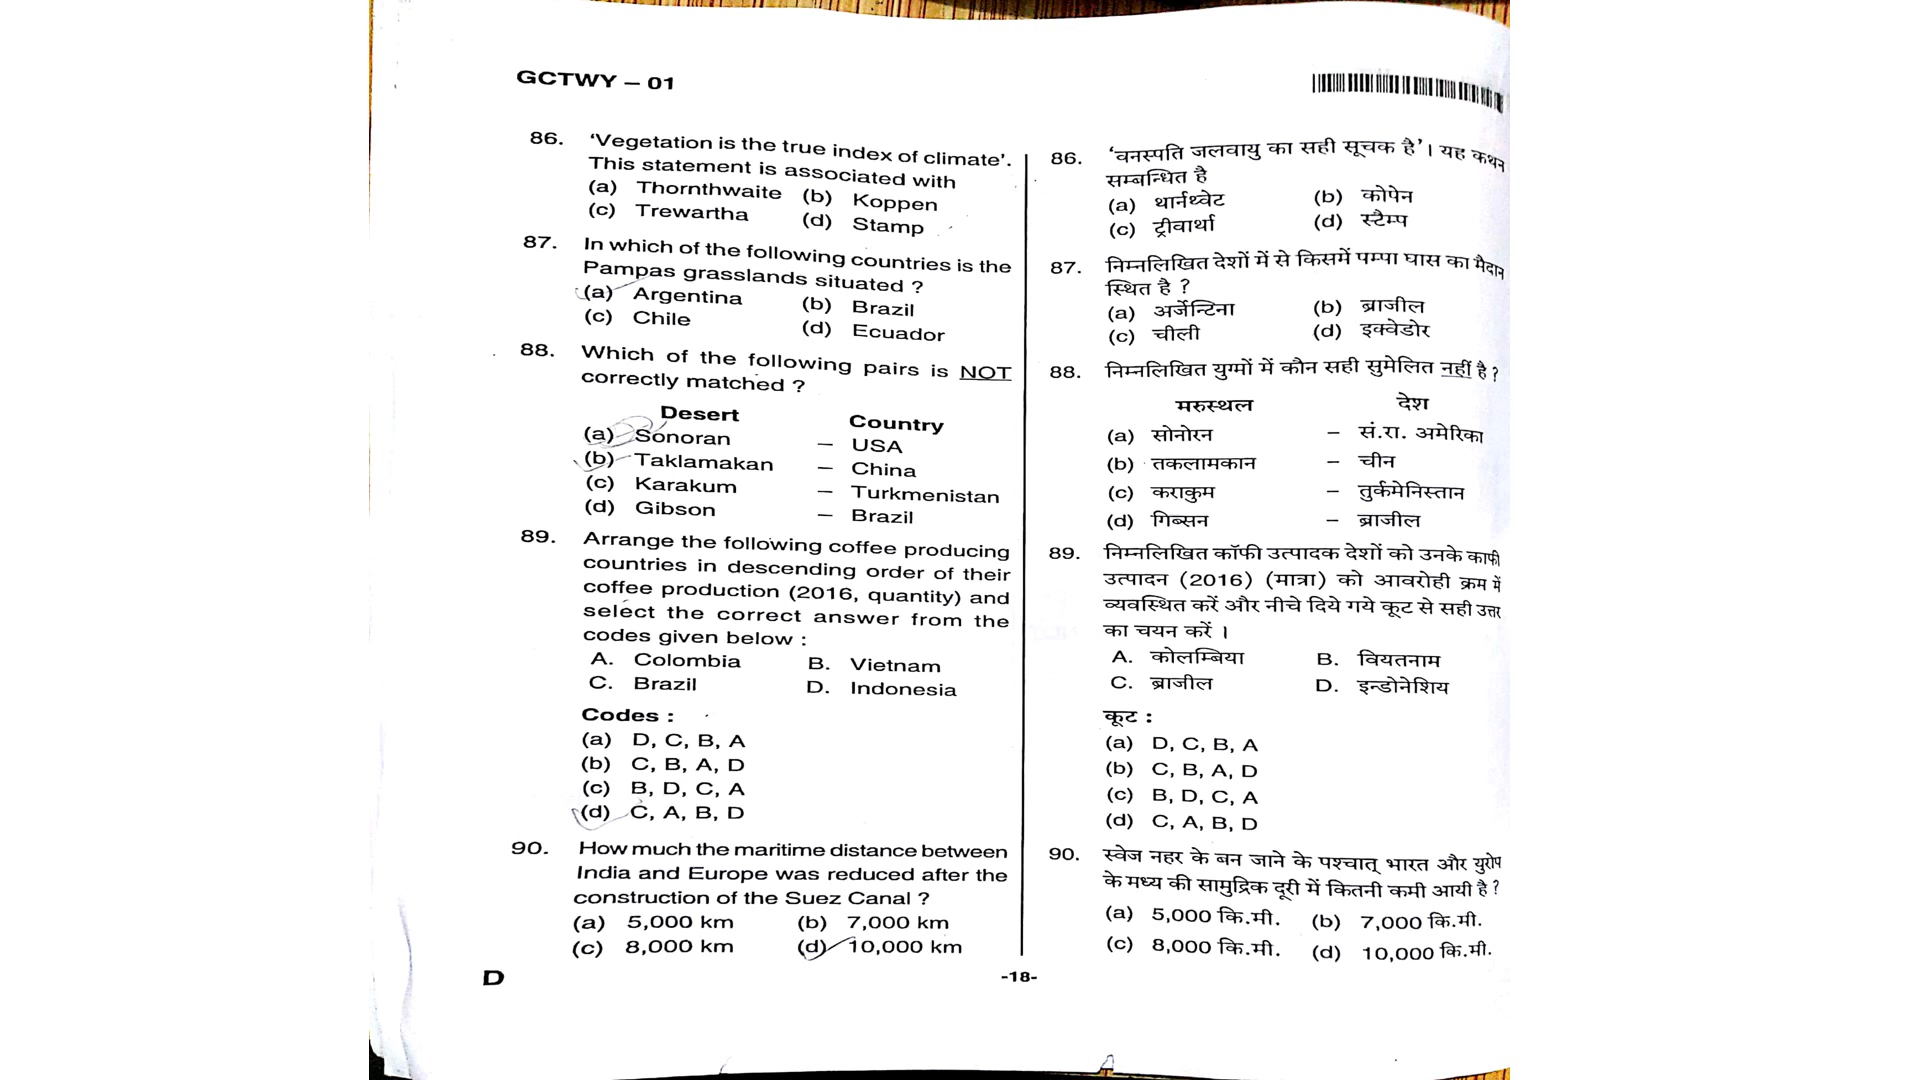 GCTWY – 01
86. ‘Vegetation is the true index of climate’.
This statement is associated with
(a) Thornthwaite (b) Koppen
(c) Trewartha (d) Stamp
87. In which of the following countries is the
Pampas grasslands situated ?
(a) Argentina (b) Brazil
(c) Chile (d) Ecuador
88. Which of the following pairs is NOT
correctly matched ?
Desert Country
(a) Sonoran – USA
(b) Taklamakan – China
(c) Karakum – Turkmenistan
(d) Gibson – Brazil
89. Arrange the following coffee producing
countries in descending order of their
coffee production (2016, quantity) and
select the correct answer from the
codes given below :
A. Colombia B. Vietnam
C. Brazil D. Indonesia
Codes :
(a) D, C, B, A
(b) C, B, A, D
(c) B, D, C, A
(d) C, A, B, D
90. How much the maritime distance between
India and Europe was reduced after the
construction of the Suez Canal ?
(a) 5,000 km (b) 7,000 km
(c) 8,000 km (d) 10,000 km
86. ‘वनस्पति जलवायु का सही सूचक है’। यह कथन
सम्बन्धित है
(a) थार्नथ्वेट (b) कोपेन
(c) ट्रीवार्था (d) स्टैम्प
87. निम्नलिखित देशों में से किसमें पम्पा घास का मैदान
स्थित है ?
(a) अर्जेन्टिना (b) ब्राजील
(c) चीली (d) इक्वेडोर
88. निम्नलिखित युग्मों में कौन सही सुमेलित नहीं है ?
मरुस्थल देश
(a) सोनोरन – सं.रा. अमेरिका
(b) तकलामकान – चीन
(c) कराकुम – तुर्कमेनिस्तान
(d) गिब्सन – ब्राजील
89. निम्नलिखित कॉफी उत्पादक देशों को उनके काफी
उत्पादन (2016) (मात्रा) को आवरोही क्रम में
व्यवस्थित करें और नीचे दिये गये कूट से सही उत्तर
का चयन करें ।
A. कोलम्बिया B. वियतनाम
C. ब्राजील D. इन्डोनेशिय
कूट :
(a) D, C, B, A
(b) C, B, A, D
(c) B, D, C, A
(d) C, A, B, D
90. स्वेज नहर के बन जाने के पश्चात् भारत और युरोप
के मध्य की सामुद्रिक दूरी में कितनी कमी आयी है ?
(a) 5,000 कि.मी. (b) 7,000 कि.मी.
(c) 8,000 कि.मी. (d) 10,000 कि.मी.
D -18-